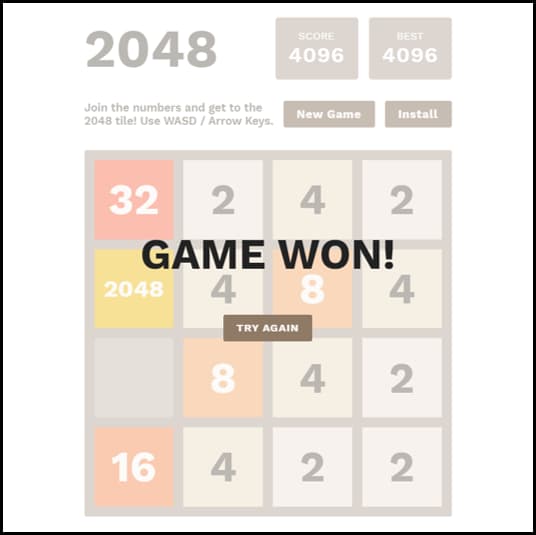 2048
SCORE
4096
BEST
4096
Join the numbers and get to the
2048 tile! Use WASD / Arrow Keys.
New Game
Install
32 2 4 2
GAME WON!
2048 4 8 4
TRY AGAIN
8 4 2
16 4 2 2